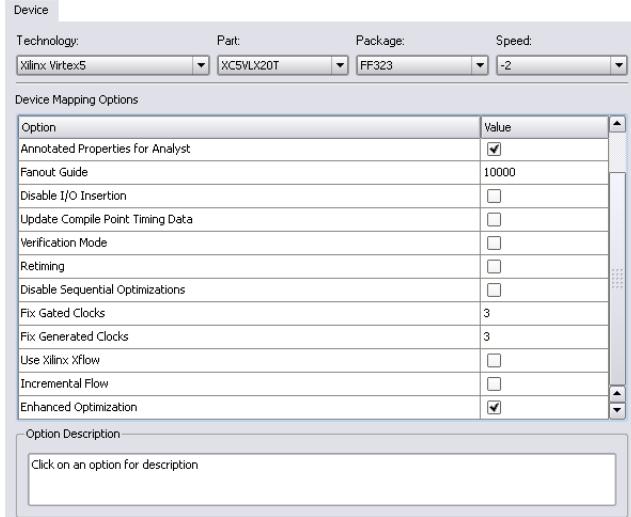 Device
Technology: Part: Package: Speed:
Xilinx Virtex5 XC5VLX20T FF323 -2
Device Mapping Options
Option Value
Annotated Properties for Analyst
Fanout Guide 10000
Disable I/O Insertion
Update Compile Point Timing Data
Verification Mode
Retiming
Disable Sequential Optimizations
Fix Gated Clocks 3
Fix Generated Clocks 3
Use Xilinx Xflow
Incremental Flow
Enhanced Optimization
Option Description
Click on an option for description